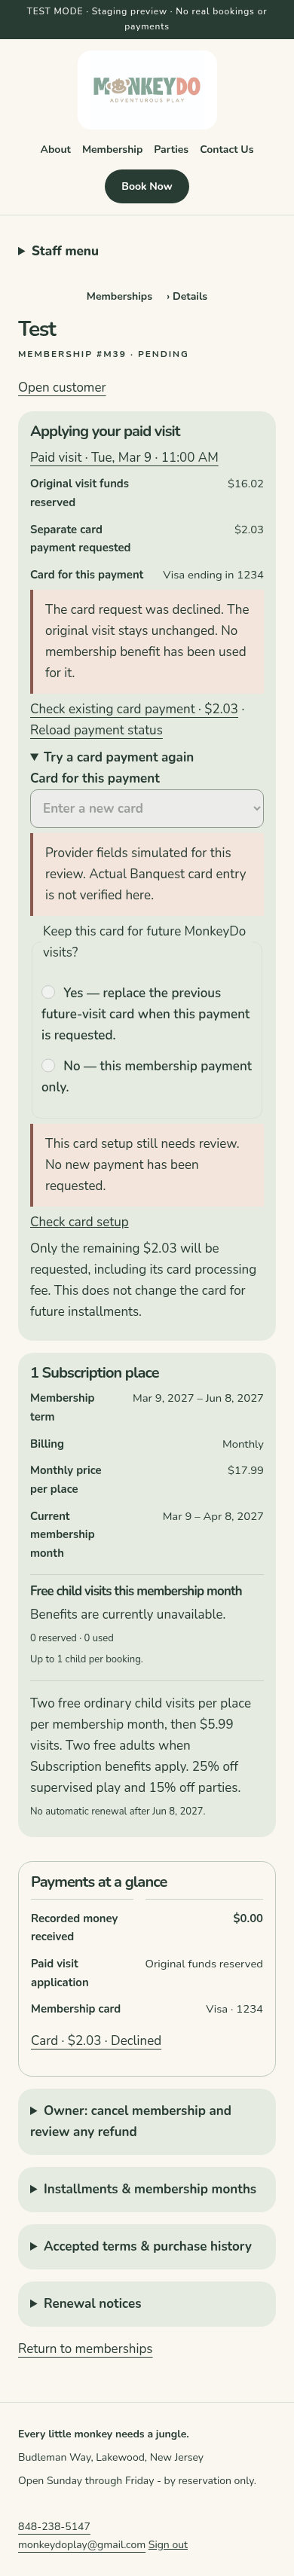 TEST MODE · Staging preview · No real bookings or
payments
MONKEYDO
ADVENTUROUS PLAY
About Membership Parties Contact Us
Book Now
▶ Staff menu
Memberships › Details
Test
MEMBERSHIP #M39 · PENDING
Open customer
Applying your paid visit
Paid visit · Tue, Mar 9 · 11:00 AM
Original visit funds $16.02
reserved
Separate card $2.03
payment requested
Card for this payment Visa ending in 1234
The card request was declined. The
original visit stays unchanged. No
membership benefit has been used
for it.
Check existing card payment · $2.03 ·
Reload payment status
▼ Try a card payment again
Card for this payment
Enter a new card
Provider fields simulated for this
review. Actual Banquest card entry
is not verified here.
Keep this card for future MonkeyDo
visits?
Yes — replace the previous
future-visit card when this payment
is requested.
No — this membership payment
only.
This card setup still needs review.
No new payment has been
requested.
Check card setup
Only the remaining $2.03 will be
requested, including its card processing
fee. This does not change the card for
future installments.
1 Subscription place
Membership Mar 9, 2027 – Jun 8, 2027
term
Billing Monthly
Monthly price $17.99
per place
Current Mar 9 – Apr 8, 2027
membership
month
Free child visits this membership month
Benefits are currently unavailable.
0 reserved · 0 used
Up to 1 child per booking.
Two free ordinary child visits per place
per membership month, then $5.99
visits. Two free adults when
Subscription benefits apply. 25% off
supervised play and 15% off parties.
No automatic renewal after Jun 8, 2027.
Payments at a glance
Recorded money $0.00
received
Paid visit Original funds reserved
application
Membership card Visa · 1234
Card · $2.03 · Declined
▶ Owner: cancel membership and
review any refund
▶ Installments & membership months
▶ Accepted terms & purchase history
▶ Renewal notices
Return to memberships
Every little monkey needs a jungle.
Budleman Way, Lakewood, New Jersey
Open Sunday through Friday - by reservation only.
848-238-5147
monkeydoplay@gmail.com Sign out